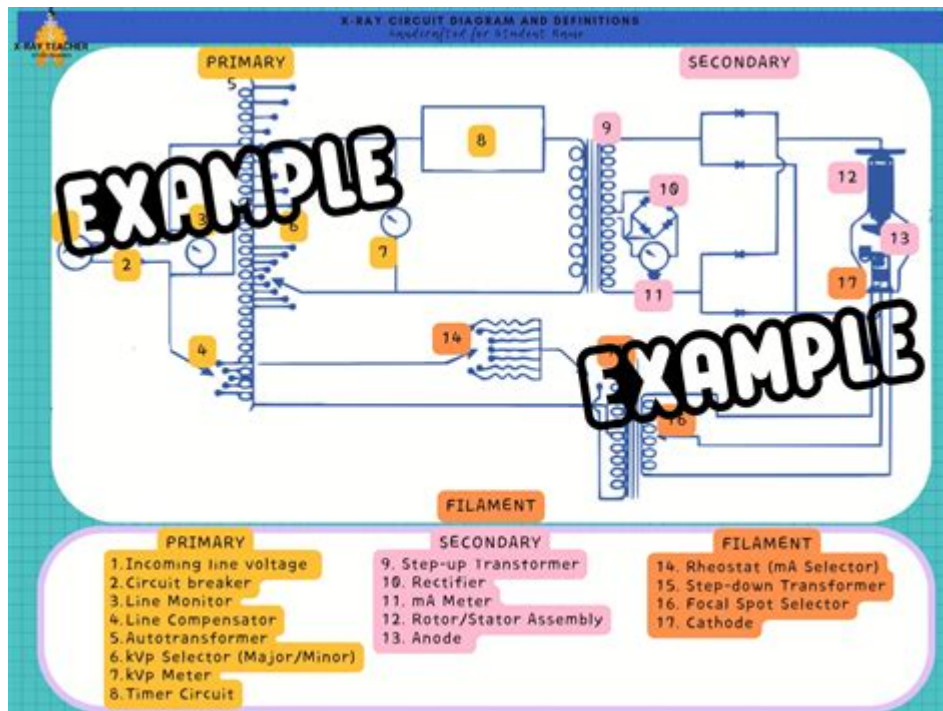 X-RAY CIRCUIT DIAGRAM AND DEFINITIONS
handcrafted for Student Name
X-RAY TEACHER
PRIMARY
SECONDARY
5
9
8
10
12
EXAMPLE
3
6
13
2
7
11
17
4
14
EXAMPLE
16
FILAMENT
PRIMARY
1. Incoming line voltage
2. Circuit breaker
3. Line Monitor
4. Line Compensator
5. Autotransformer
6. kVp Selector (Major/Minor)
7. kVp Meter
8. Timer Circuit
SECONDARY
9. Step-up Transformer
10. Rectifier
11. mA Meter
12. Rotor/Stator Assembly
13. Anode
FILAMENT
14. Rheostat (mA Selector)
15. Step-down Transformer
16. Focal Spot Selector
17. Cathode